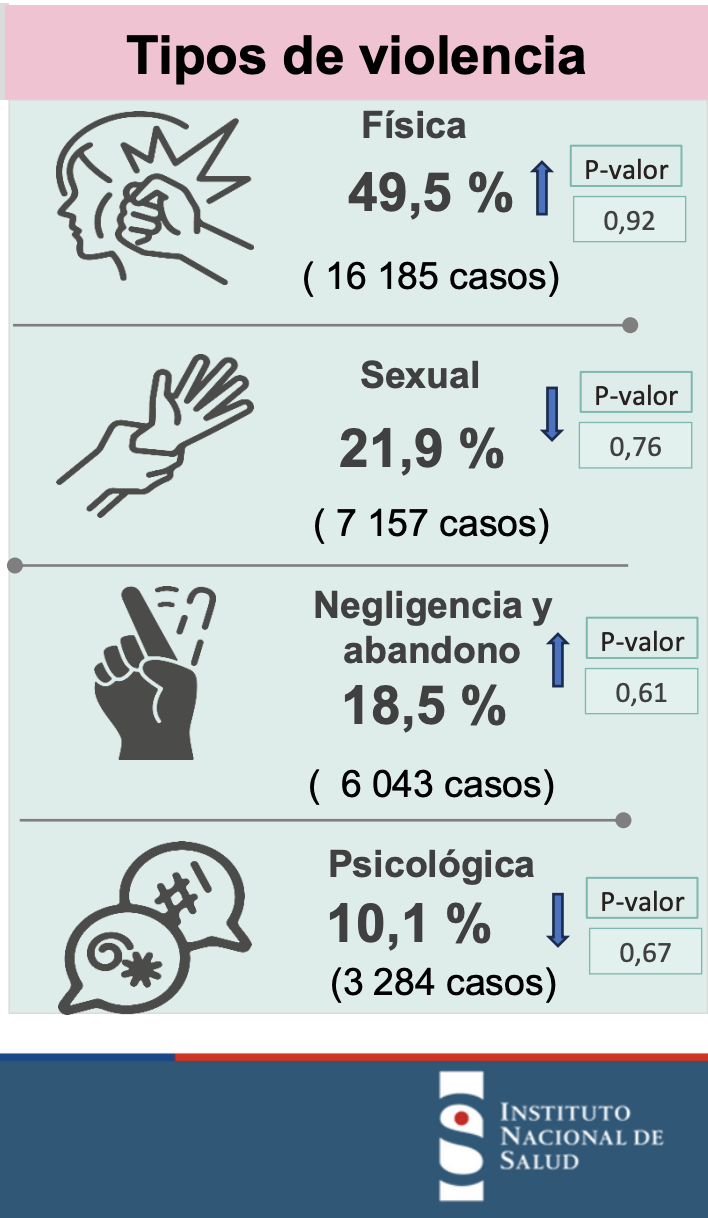 Tipos de violencia
Física
49,5 %
P-valor
0,92
( 16 185 casos)
Sexual
21,9 %
P-valor
0,76
( 7 157 casos)
Negligencia y
abandono
18,5 %
P-valor
0,61
( 6 043 casos)
#!
Psicológica
10,1 %
P-valor
0,67
(3 284 casos)
INSTITUTO
NACIONAL DE
SALUD